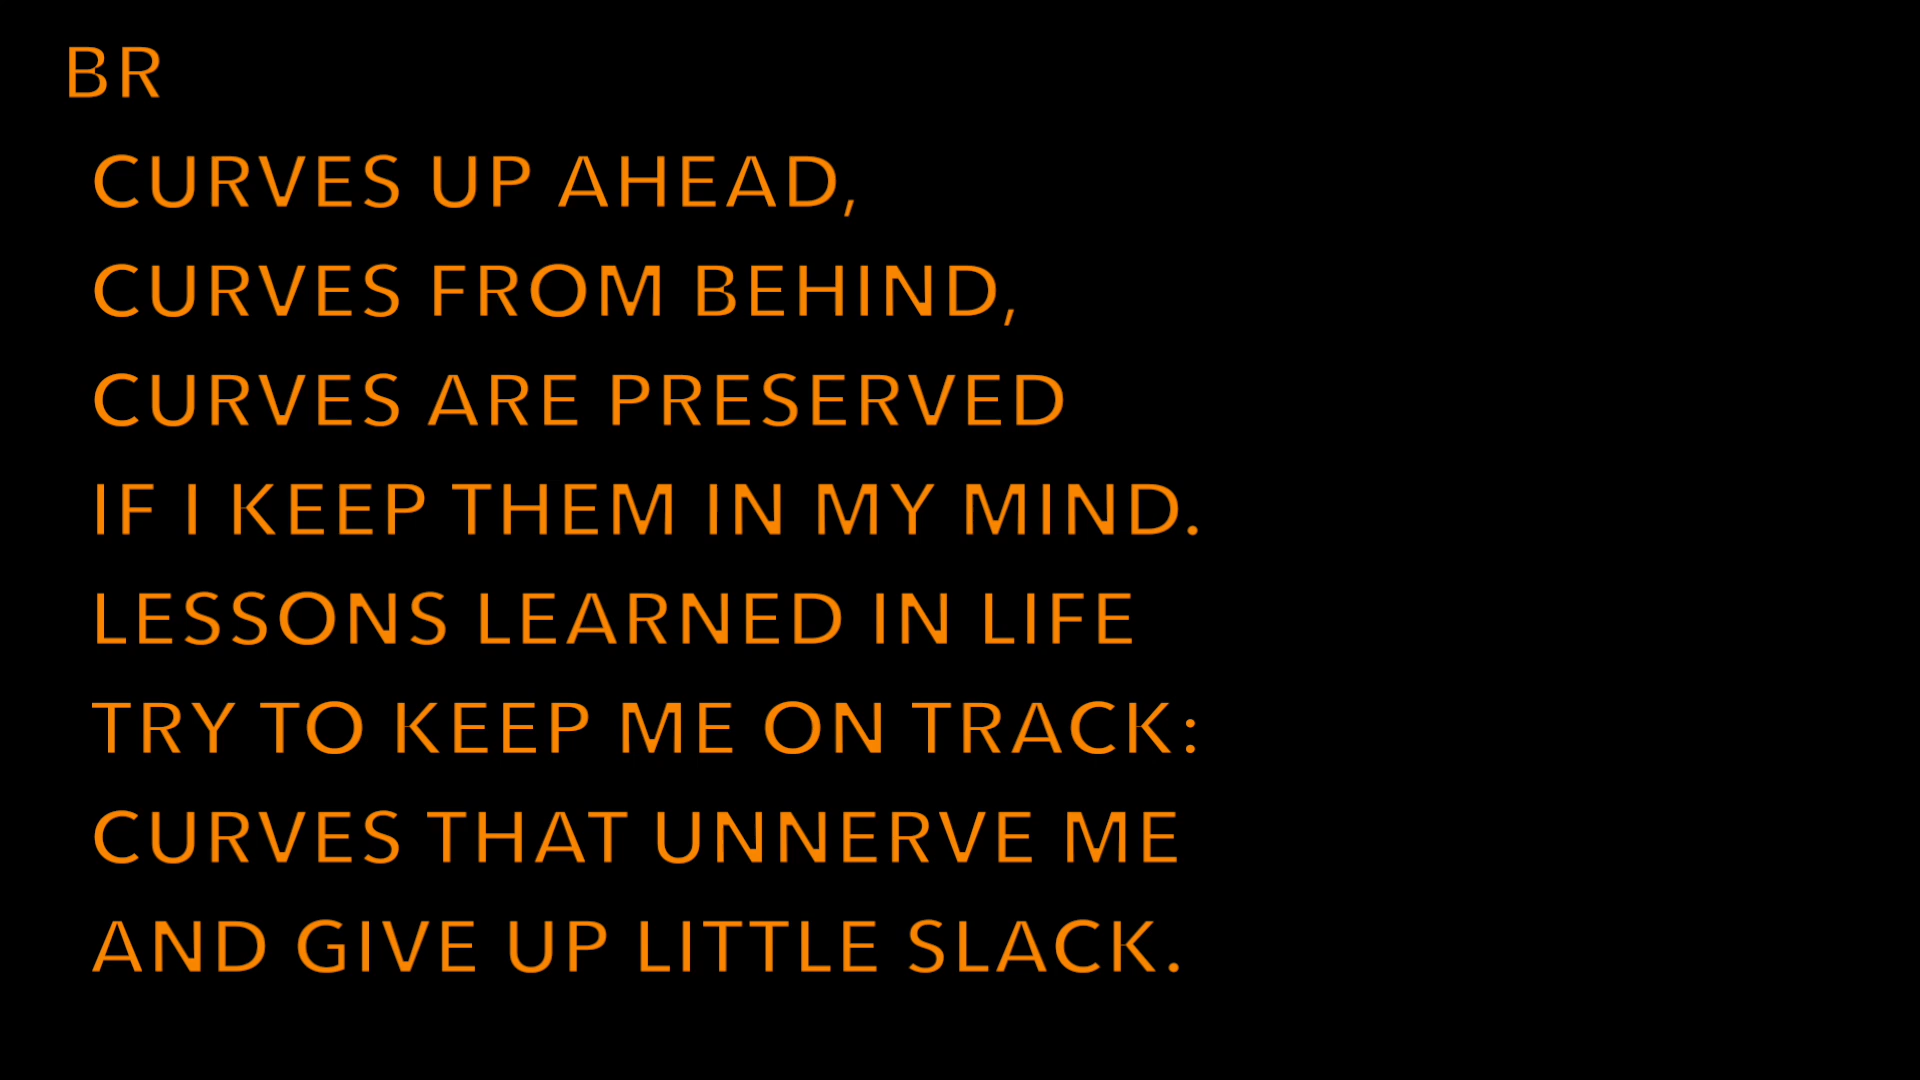 BR
CURVES UP AHEAD,
CURVES FROM BEHIND,
CURVES ARE PRESERVED
IF I KEEP THEM IN MY MIND.
LESSONS LEARNED IN LIFE
TRY TO KEEP ME ON TRACK:
CURVES THAT UNNERVE ME
AND GIVE UP LITTLE SLACK.